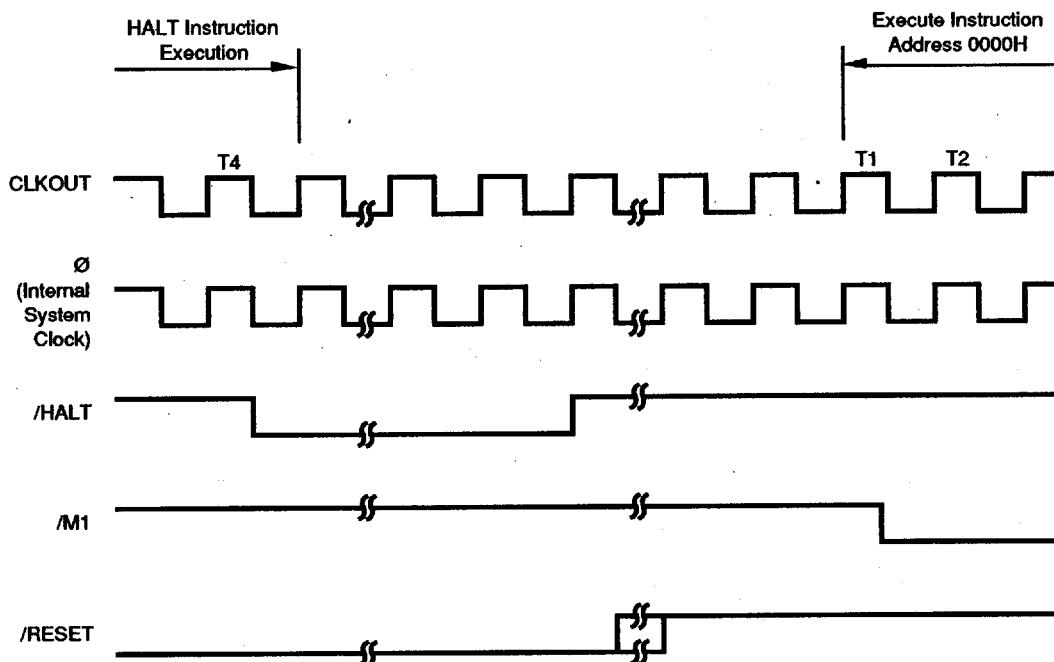 HALT Instruction
Execution
Execute Instruction
Address 0000H
T4
T1
T2
CLKOUT
Ø
(Internal
System
Clock)
/HALT
/M1
/RESET